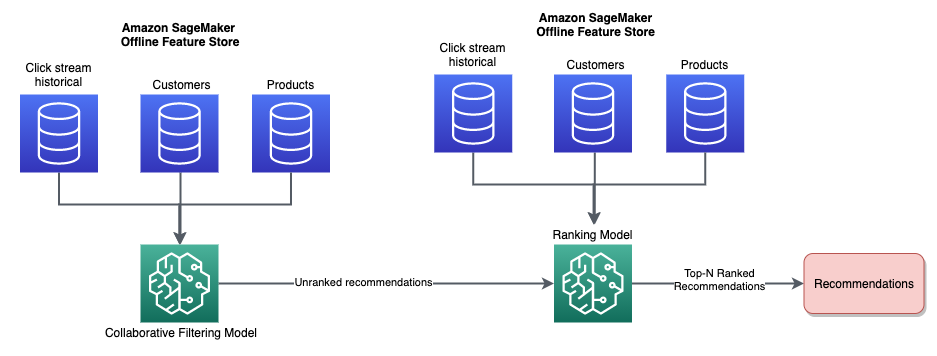 Amazon SageMaker
Offline Feature Store
Click stream
historical
Customers
Products
Amazon SageMaker
Offline Feature Store
Click stream
historical
Customers
Products
Collaborative Filtering Model
Unranked recommendations
Ranking Model
Top-N Ranked
Recommendations
Recommendations